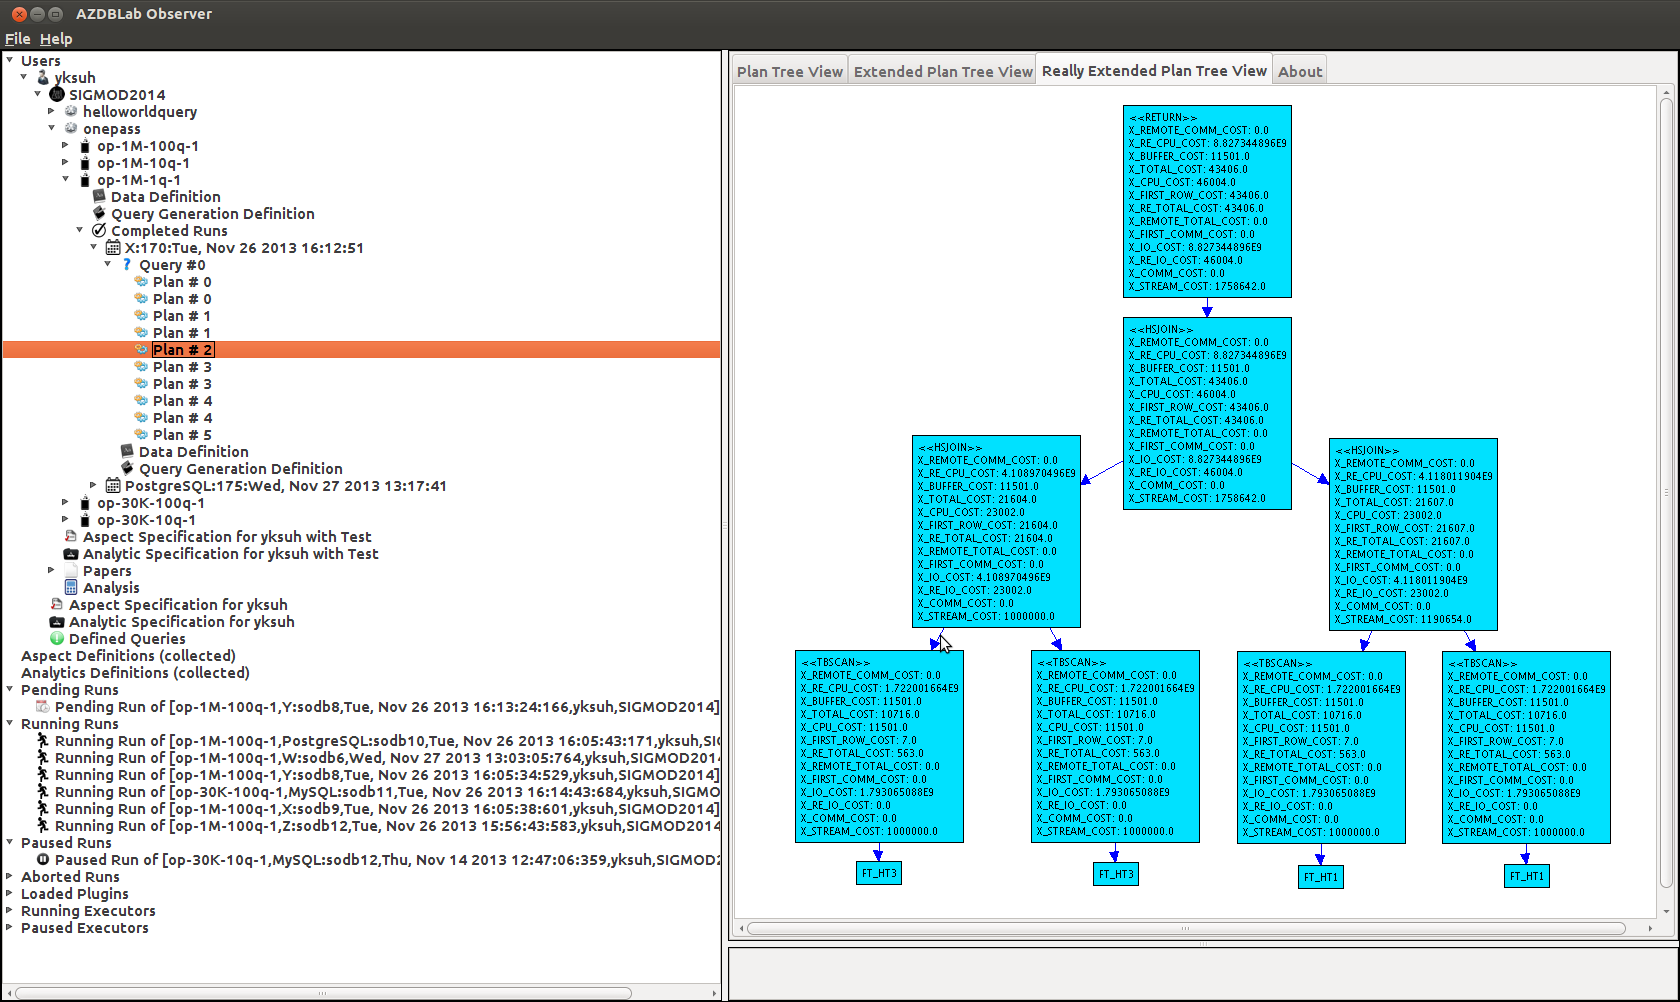 AZDBLab Observer
File Help
Users
yksuh
SIGMOD2014
helloworldquery
onepass
op-1M-100q-1
op-1M-10q-1
op-1M-1q-1
Data Definition
Query Generation Definition
Completed Runs
X:170:Tue, Nov 26 2013 16:12:51
Query #0
Plan # 0
Plan # 0
Plan # 1
Plan # 1
Plan # 2
Plan # 3
Plan # 3
Plan # 4
Plan # 4
Plan # 5
Data Definition
Query Generation Definition
PostgreSQL:175:Wed, Nov 27 2013 13:17:41
op-30K-100q-1
op-30K-10q-1
Aspect Specification for yksuh with Test
Analytic Specification for yksuh with Test
Papers
Analysis
Aspect Specification for yksuh
Analytic Specification for yksuh
Defined Queries
Aspect Definitions (collected)
Analytics Definitions (collected)
Pending Runs
Pending Run of [op-1M-100q-1,Y:sodb8,Tue, Nov 26 2013 16:13:24:166,yksuh,SIGMOD2014]
Running Runs
Running Run of [op-1M-100q-1,PostgreSQL:sodb10,Tue, Nov 26 2013 16:05:43:171,yksuh,SIG
Running Run of [op-1M-100q-1,W:sodb6,Wed, Nov 27 2013 13:03:05:764,yksuh,SIGMOD2014
Running Run of [op-1M-100q-1,Y:sodb8,Tue, Nov 26 2013 16:05:34:529,yksuh,SIGMOD2014]
Running Run of [op-30K-100q-1,MySQL:sodb11,Tue, Nov 26 2013 16:14:43:684,yksuh,SIGMO
Running Run of [op-1M-100q-1,X:sodb9,Tue, Nov 26 2013 16:05:38:601,yksuh,SIGMOD2014]
Running Run of [op-1M-100q-1,Z:sodb12,Tue, Nov 26 2013 15:56:43:583,yksuh,SIGMOD2014
Paused Runs
Paused Run of [op-30K-10q-1,MySQL:sodb12,Thu, Nov 14 2013 12:47:06:359,yksuh,SIGMOD2
Aborted Runs
Loaded Plugins
Running Executors
Paused Executors
Plan Tree View
Extended Plan Tree View
Really Extended Plan Tree View
About
<<RETURN>>
X_REMOTE_COMM_COST: 0.0
X_RE_CPU_COST: 8.827344896E9
X_BUFFER_COST: 11501.0
X_TOTAL_COST: 43406.0
X_CPU_COST: 46004.0
X_FIRST_ROW_COST: 43406.0
X_RE_TOTAL_COST: 43406.0
X_REMOTE_TOTAL_COST: 0.0
X_FIRST_COMM_COST: 0.0
X_IO_COST: 8.827344896E9
X_RE_IO_COST: 46004.0
X_COMM_COST: 0.0
X_STREAM_COST: 1758642.0
<<HSJOIN>>
X_REMOTE_COMM_COST: 0.0
X_RE_CPU_COST: 8.827344896E9
X_BUFFER_COST: 11501.0
X_TOTAL_COST: 43406.0
X_CPU_COST: 46004.0
X_FIRST_ROW_COST: 43406.0
X_RE_TOTAL_COST: 43406.0
X_REMOTE_TOTAL_COST: 0.0
X_FIRST_COMM_COST: 0.0
X_IO_COST: 8.827344896E9
X_RE_IO_COST: 46004.0
X_COMM_COST: 0.0
X_STREAM_COST: 1758642.0
<<HSJOIN>>
X_REMOTE_COMM_COST: 0.0
X_RE_CPU_COST: 4.108970496E9
X_BUFFER_COST: 11501.0
X_TOTAL_COST: 21604.0
X_CPU_COST: 23002.0
X_FIRST_ROW_COST: 21604.0
X_RE_TOTAL_COST: 21604.0
X_REMOTE_TOTAL_COST: 0.0
X_FIRST_COMM_COST: 0.0
X_IO_COST: 4.108970496E9
X_RE_IO_COST: 23002.0
X_COMM_COST: 0.0
X_STREAM_COST: 1000000.0
<<HSJOIN>>
X_REMOTE_COMM_COST: 0.0
X_RE_CPU_COST: 4.118011904E9
X_BUFFER_COST: 11501.0
X_TOTAL_COST: 21607.0
X_CPU_COST: 23002.0
X_FIRST_ROW_COST: 21607.0
X_RE_TOTAL_COST: 21607.0
X_REMOTE_TOTAL_COST: 0.0
X_FIRST_COMM_COST: 0.0
X_IO_COST: 4.118011904E9
X_RE_IO_COST: 23002.0
X_COMM_COST: 0.0
X_STREAM_COST: 1190654.0
<<TBSCAN>>
X_REMOTE_COMM_COST: 0.0
X_RE_CPU_COST: 1.722001664E9
X_BUFFER_COST: 11501.0
X_TOTAL_COST: 10716.0
X_CPU_COST: 11501.0
X_FIRST_ROW_COST: 7.0
X_RE_TOTAL_COST: 563.0
X_REMOTE_TOTAL_COST: 0.0
X_FIRST_COMM_COST: 0.0
X_IO_COST: 1.793065088E9
X_RE_IO_COST: 0.0
X_COMM_COST: 0.0
X_STREAM_COST: 1000000.0
<<TBSCAN>>
X_REMOTE_COMM_COST: 0.0
X_RE_CPU_COST: 1.722001664E9
X_BUFFER_COST: 11501.0
X_TOTAL_COST: 10716.0
X_CPU_COST: 11501.0
X_FIRST_ROW_COST: 7.0
X_RE_TOTAL_COST: 563.0
X_REMOTE_TOTAL_COST: 0.0
X_FIRST_COMM_COST: 0.0
X_IO_COST: 1.793065088E9
X_RE_IO_COST: 0.0
X_COMM_COST: 0.0
X_STREAM_COST: 1000000.0
<<TBSCAN>>
X_REMOTE_COMM_COST: 0.0
X_RE_CPU_COST: 1.722001664E9
X_BUFFER_COST: 11501.0
X_TOTAL_COST: 10716.0
X_CPU_COST: 11501.0
X_FIRST_ROW_COST: 7.0
X_RE_TOTAL_COST: 563.0
X_REMOTE_TOTAL_COST: 0.0
X_FIRST_COMM_COST: 0.0
X_IO_COST: 1.793065088E9
X_RE_IO_COST: 0.0
X_COMM_COST: 0.0
X_STREAM_COST: 1000000.0
<<TBSCAN>>
X_REMOTE_COMM_COST: 0.0
X_RE_CPU_COST: 1.722001664E9
X_BUFFER_COST: 11501.0
X_TOTAL_COST: 10716.0
X_CPU_COST: 11501.0
X_FIRST_ROW_COST: 7.0
X_RE_TOTAL_COST: 563.0
X_REMOTE_TOTAL_COST: 0.0
X_FIRST_COMM_COST: 0.0
X_IO_COST: 1.793065088E9
X_RE_IO_COST: 0.0
X_COMM_COST: 0.0
X_STREAM_COST: 1000000.0
FT_HT3
FT_HT3
FT_HT1
FT_HT1